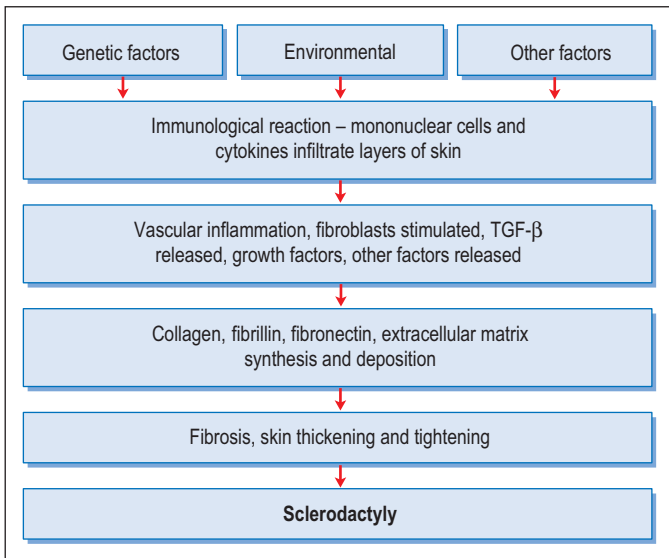 Genetic factors
Environmental
Other factors
Immunological reaction – mononuclear cells and
cytokines infiltrate layers of skin
Vascular inflammation, fibroblasts stimulated, TGF-β
released, growth factors, other factors released
Collagen, fibrillin, fibronectin, extracellular matrix
synthesis and deposition
Fibrosis, skin thickening and tightening
Sclerodactyly